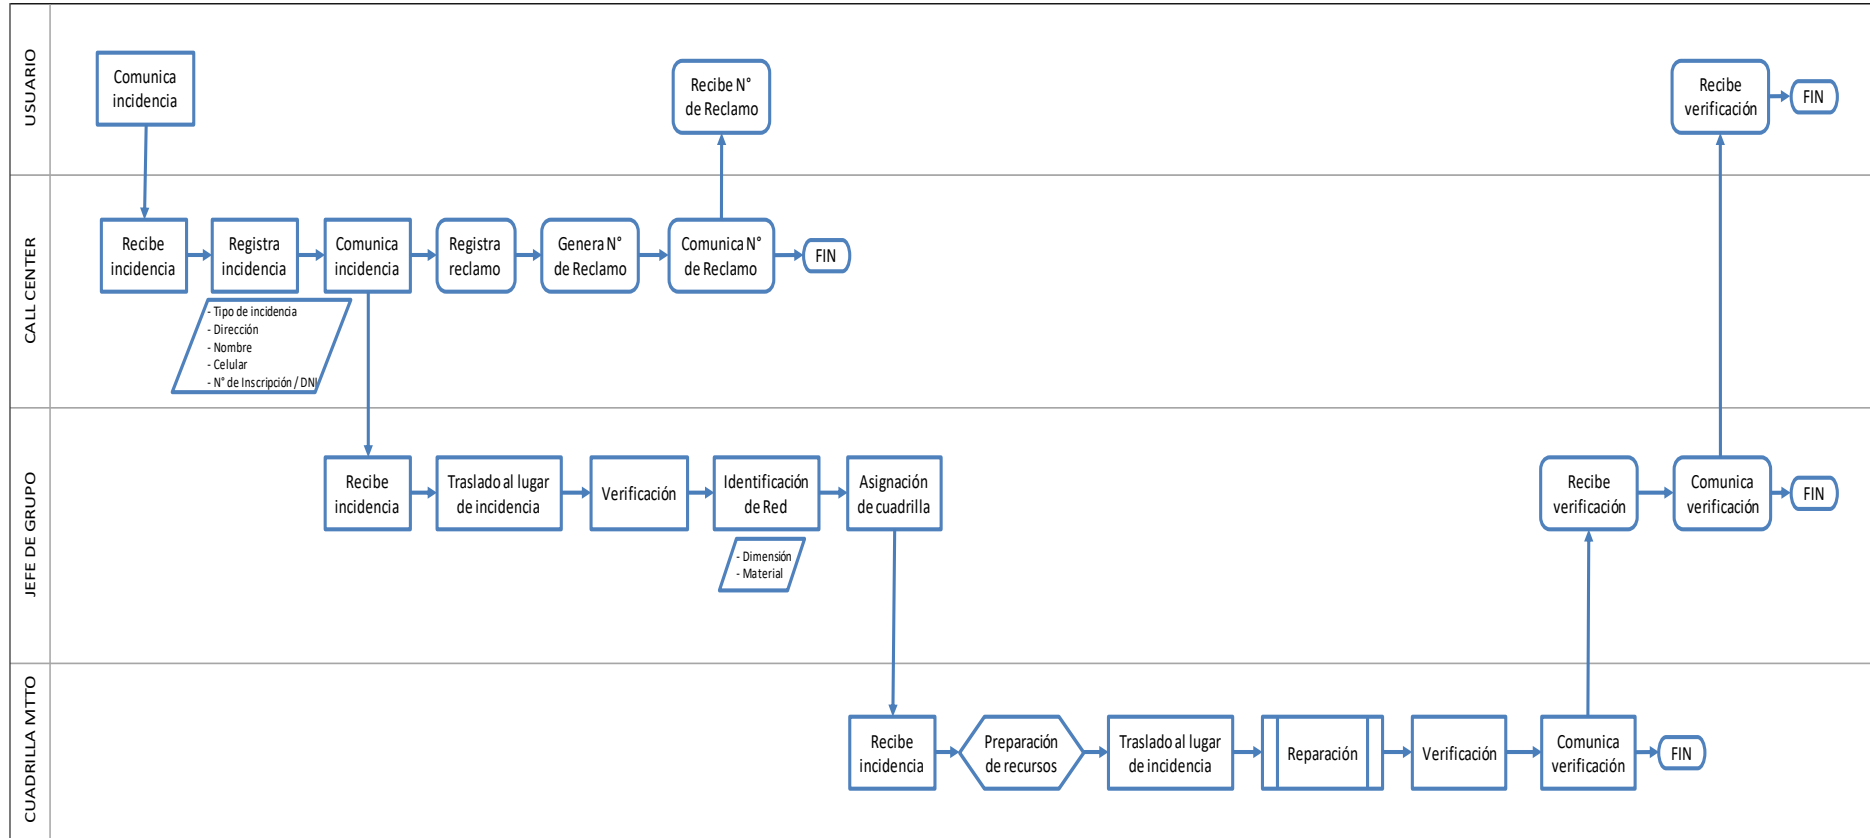 USUARIO
Comunica
incidencia
Recibe N°
de Reclamo
Recibe
verificación
FIN
CALL CENTER
Recibe
incidencia
Registra
incidencia
Comunica
incidencia
Registra
reclamo
Genera N°
de Reclamo
Comunica N°
de Reclamo
FIN
- Tipo de incidencia
- Dirección
- Nombre
- Celular
- N° de Inscripción / DNI
JEFE DE GRUPO
Recibe
incidencia
Traslado al lugar
de incidencia
Verificación
Identificación
de Red
Asignación
de cuadrilla
- Dimensión
- Material
Recibe
verificación
Comunica
verificación
FIN
CUADRILLA MTTO
Recibe
incidencia
Preparación
de recursos
Traslado al lugar
de incidencia
Reparación
Verificación
Comunica
verificación
FIN